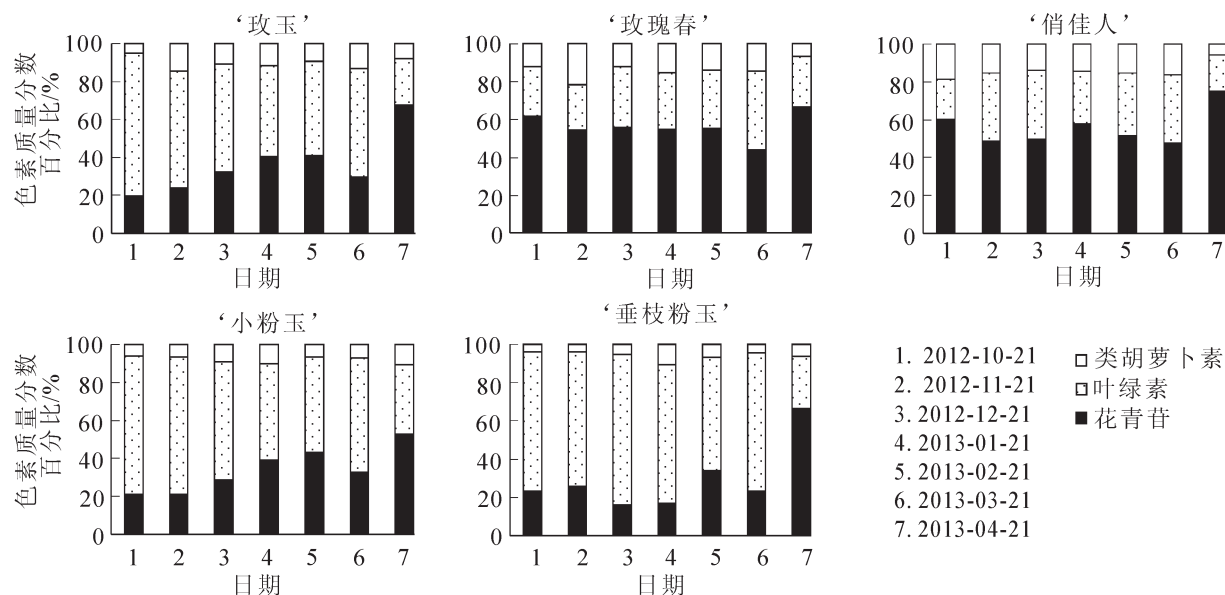 ‘玫玉’
色素质量分数
百分比/%
100
80
60
40
20
0
1 2 3 4 5 6 7
日期
‘玫瑰春’
100
80
60
40
20
0
1 2 3 4 5 6 7
日期
‘俏佳人’
100
80
60
40
20
0
1 2 3 4 5 6 7
日期
‘小粉玉’
色素质量分数
百分比/%
100
80
60
40
20
0
1 2 3 4 5 6 7
日期
‘垂枝粉玉’
100
80
60
40
20
0
1 2 3 4 5 6 7
日期
1. 2012-10-21
2. 2012-11-21
3. 2012-12-21
4. 2013-01-21
5. 2013-02-21
6. 2013-03-21
7. 2013-04-21
类胡萝卜素
叶绿素
花青苷